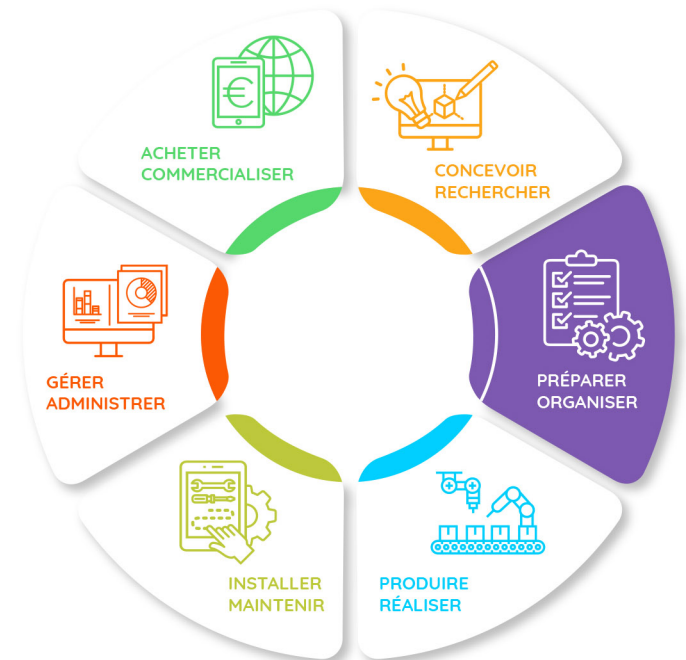 ACHETER
COMMERCIALISER
CONCEVOIR
RECHERCHER
GÉRER
ADMINISTRER
PRÉPARER
ORGANISER
INSTALLER
MAINTENIR
PRODUIRE
RÉALISER